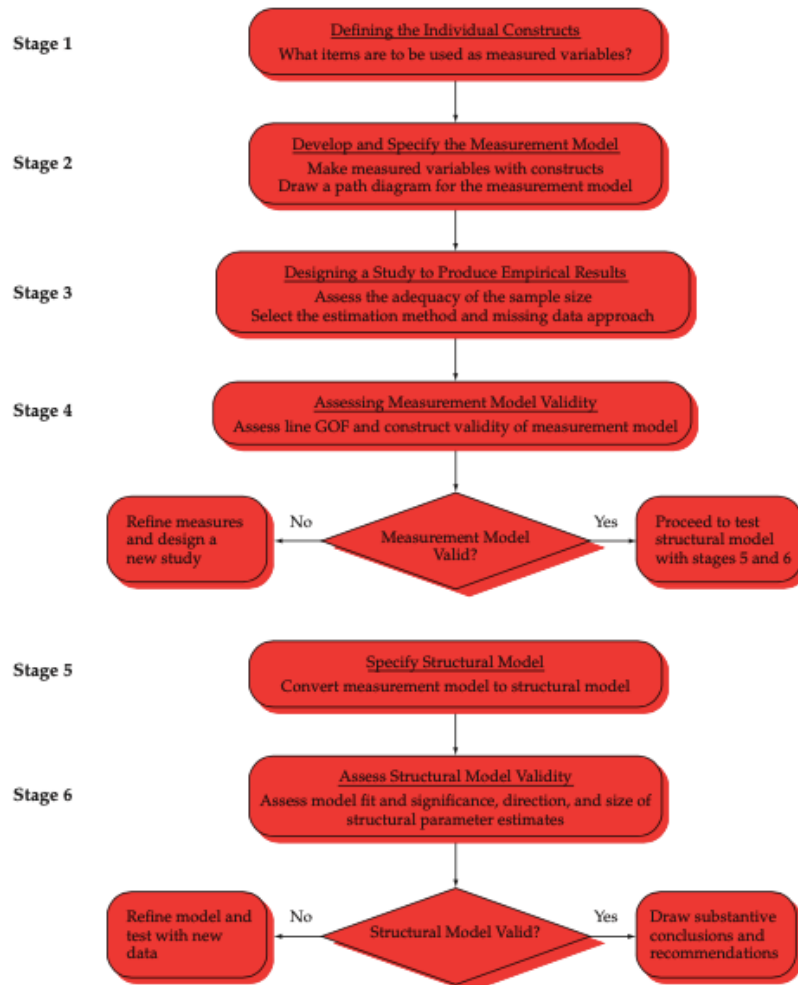 Stage 1
Defining the Individual Constructs
What items are to be used as measured variables?
Stage 2
Develop and Specify the Measurement Model
Make measured variables with constructs
Draw a path diagram for the measurement model
Stage 3
Designing a Study to Produce Empirical Results
Assess the adequacy of the sample size
Select the estimation method and missing data approach
Stage 4
Assessing Measurement Model Validity
Assess line GOF and construct validity of measurement model
Refine measures
and design a
new study
No
Measurement Model
Valid?
Yes
Proceed to test
structural model
with stages 5 and 6
Stage 5
Specify Structural Model
Convert measurement model to structural model
Stage 6
Assess Structural Model Validity
Assess model fit and significance, direction, and size of
structural parameter estimates
Refine model and
test with new
data
No
Structural Model Valid?
Yes
Draw substantive
conclusions and
recommendations